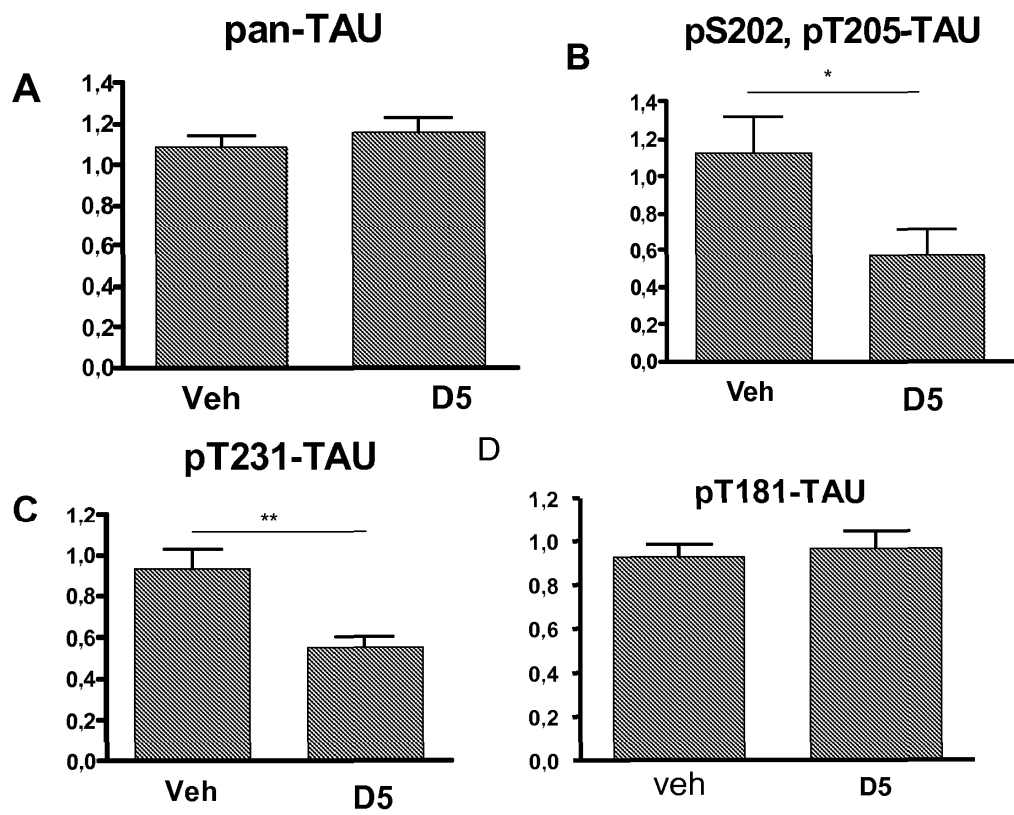 pan-TAU
A
1,4
1,2
1,0
0,8
0,6
0,4
0,2
0,0
Veh D5
pS202, pT205-TAU
B
*
1,4
1,2
1,0
0,8
0,6
0,4
0,2
0,0
Veh D5
pT231-TAU
C
**
1,2
1,0
0,8
0,6
0,4
0,2
0,0
Veh D5
D
pT181-TAU
1,2
1,0
0,8
0,6
0,4
0,2
0,0
veh D5